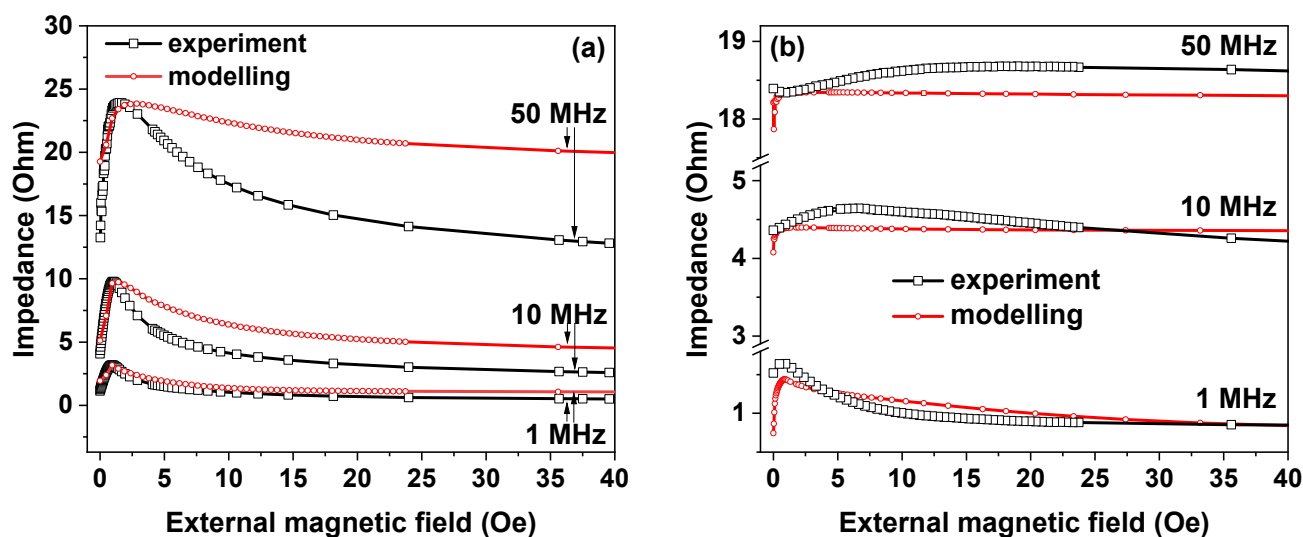 (a)
experiment
modelling
30
25
20
15
10
5
0
50 MHz
10 MHz
1 MHz
Impedance (Ohm)
0 5 10 15 20 25 30 35 40
External magnetic field (Oe)
(b)
19
18
5
4
3
1
50 MHz
10 MHz
experiment
modelling
1 MHz
Impedance (Ohm)
0 5 10 15 20 25 30 35 40
External magnetic field (Oe)